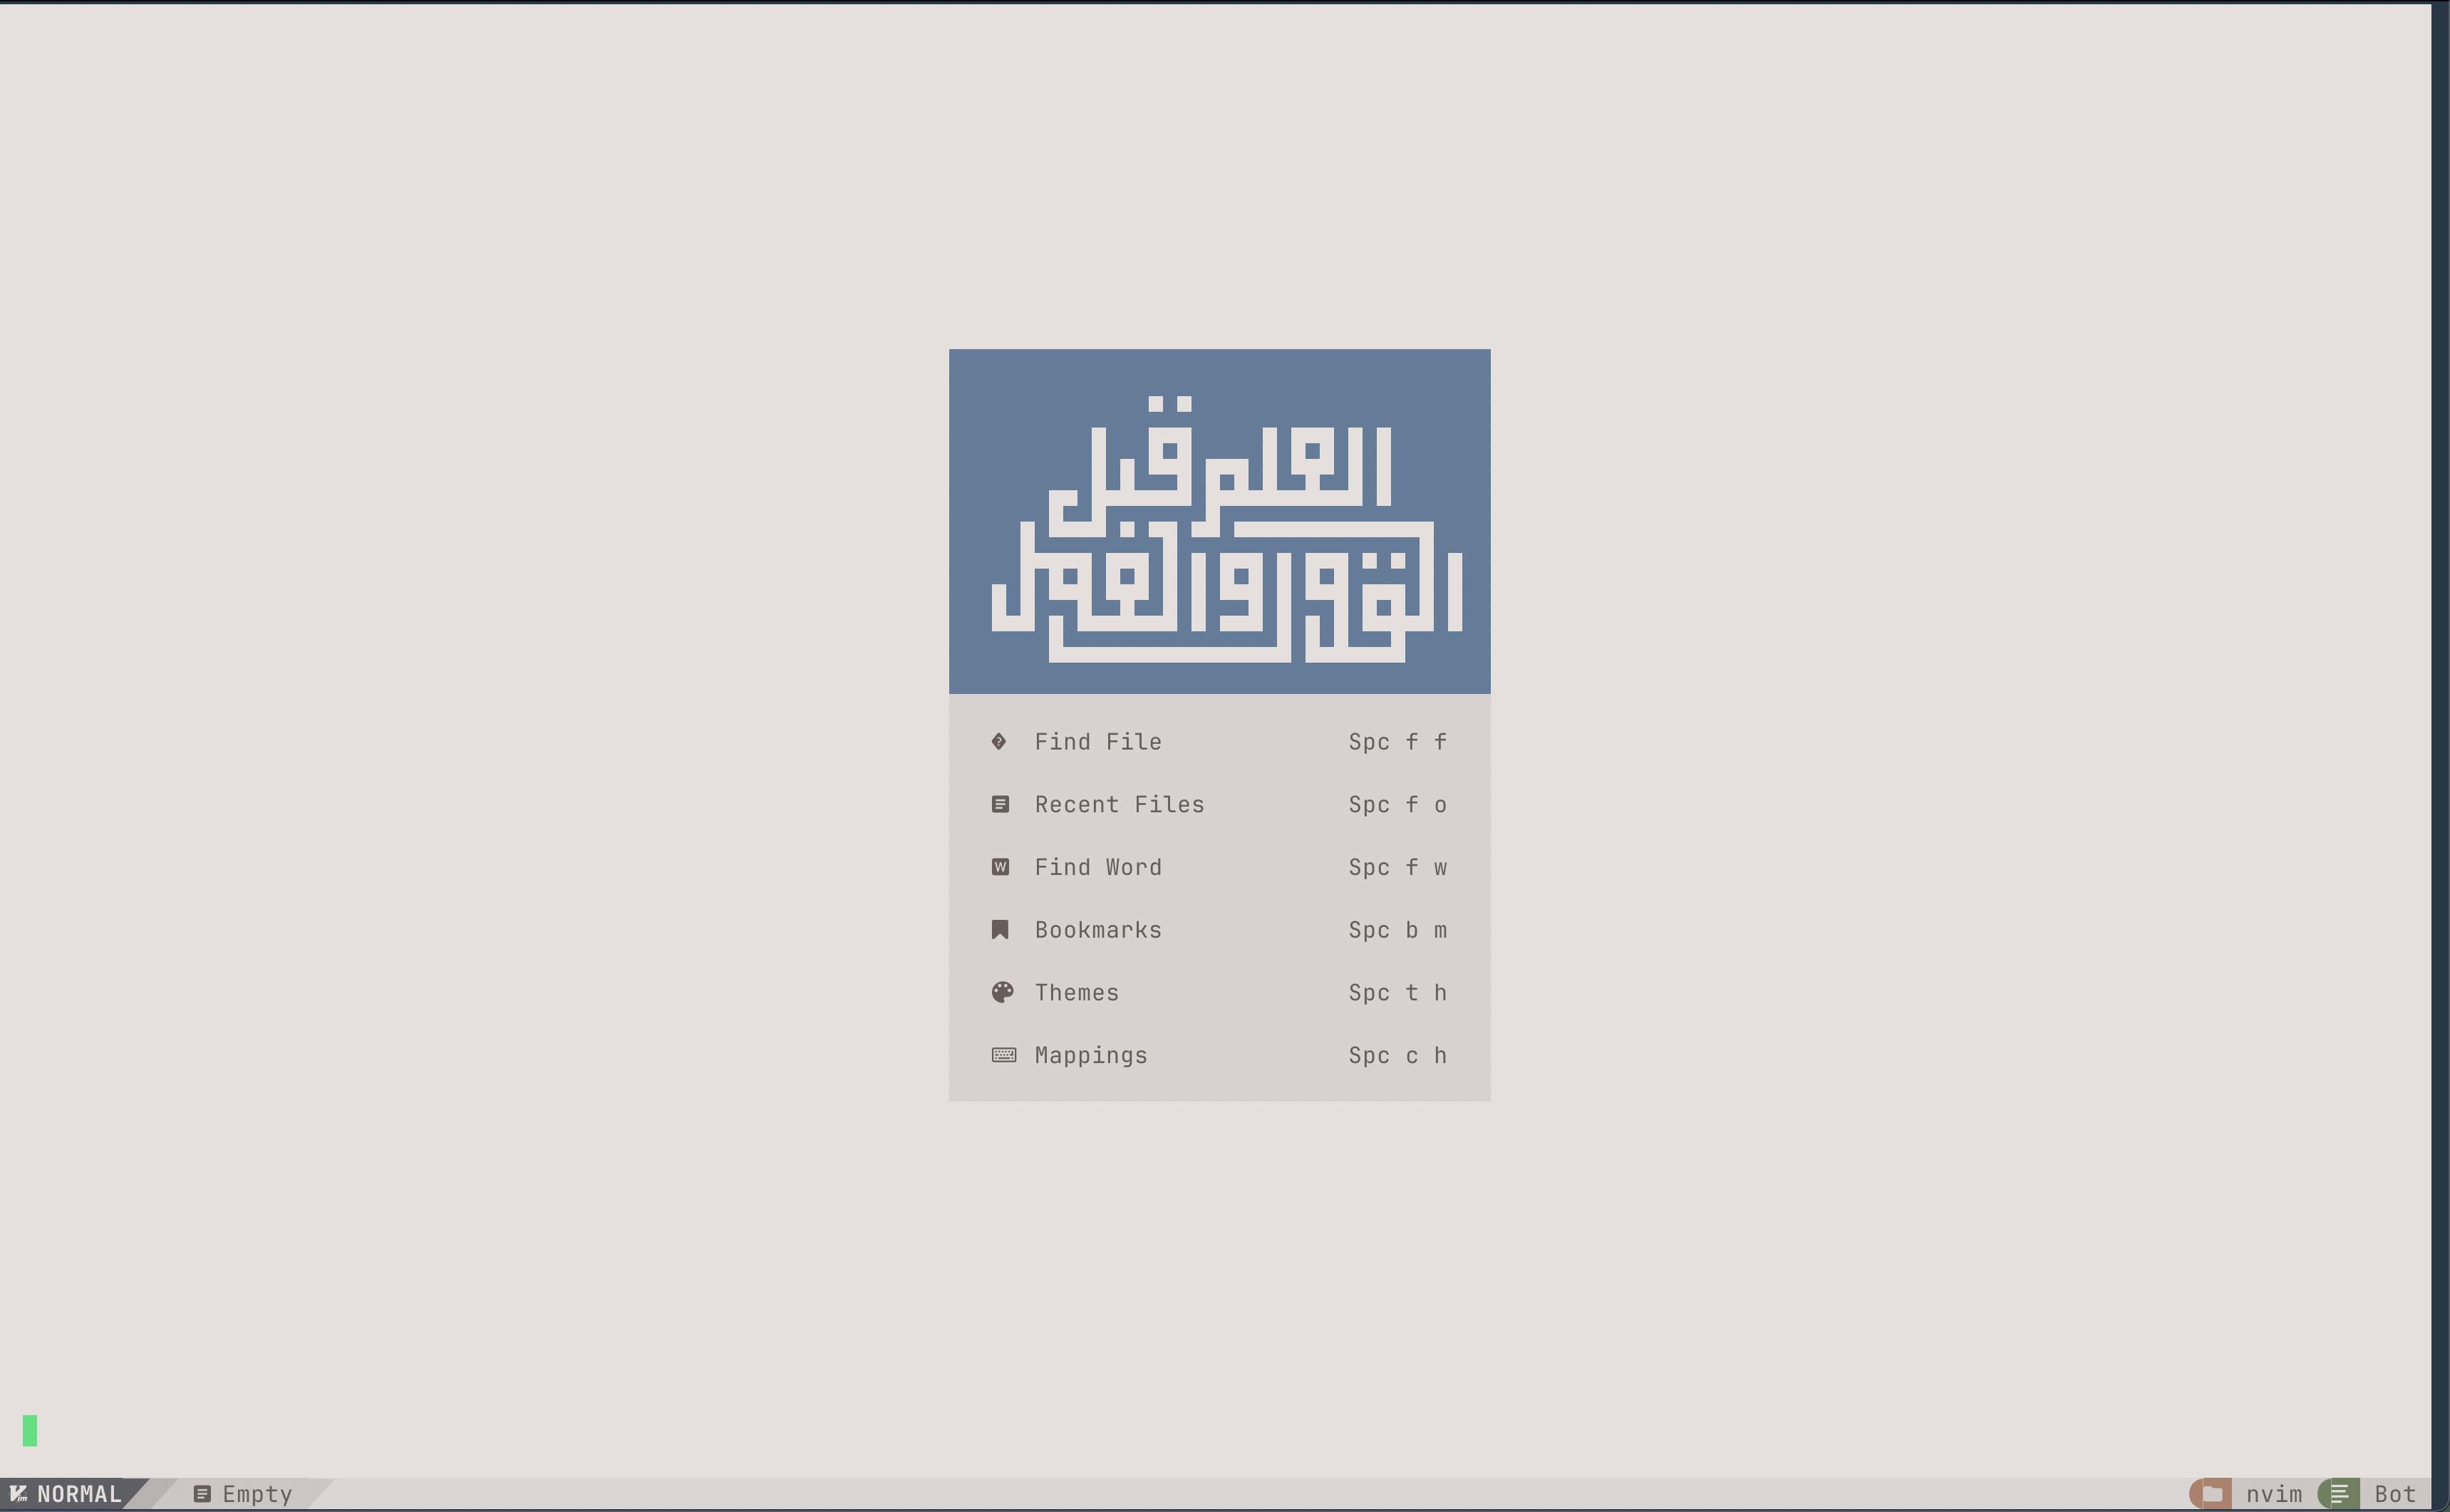 العلم قبل
القول والعمل
Find File Spc f f
Recent Files Spc f o
Find Word Spc f w
Bookmarks Spc b m
Themes Spc t h
Mappings Spc c h
NORMAL Empty nvim Bot